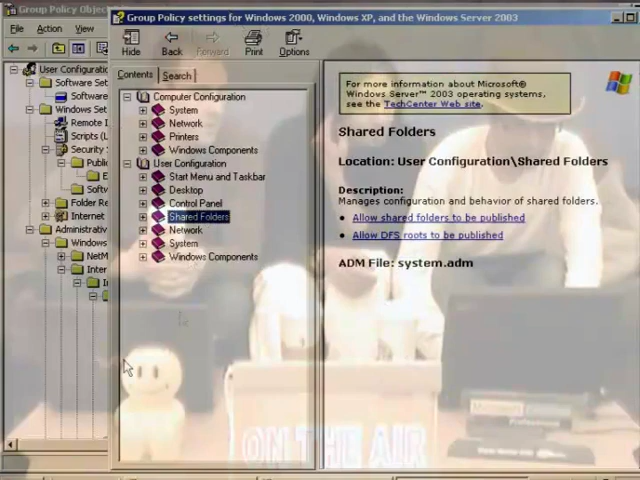 Group Policy Objec
File Action View
User Configuratio
Software Set
Software
Windows Set
Remote I
Scripts (L
Security
Publi
E
Softw
Folder Re
Internet
Administrativ
Windows
NetM
Inter
In
Group Policy settings for Windows 2000, Windows XP, and the Windows Server 2003
Hide Back Forward Print Options
Contents Search
Computer Configuration
System
Network
Printers
Windows Components
User Configuration
Start Menu and Taskbar
Desktop
Control Panel
Shared Folders
Network
System
Windows Components
For more information about Microsoft®
Windows Server™ 2003 operating systems,
see the TechCenter Web site.
Shared Folders
Location: User Configuration\Shared Folders
Description:
Manages configuration and behavior of shared folders.
Allow shared folders to be published
Allow DFS roots to be published
ADM File: system.adm
ON THE AIR